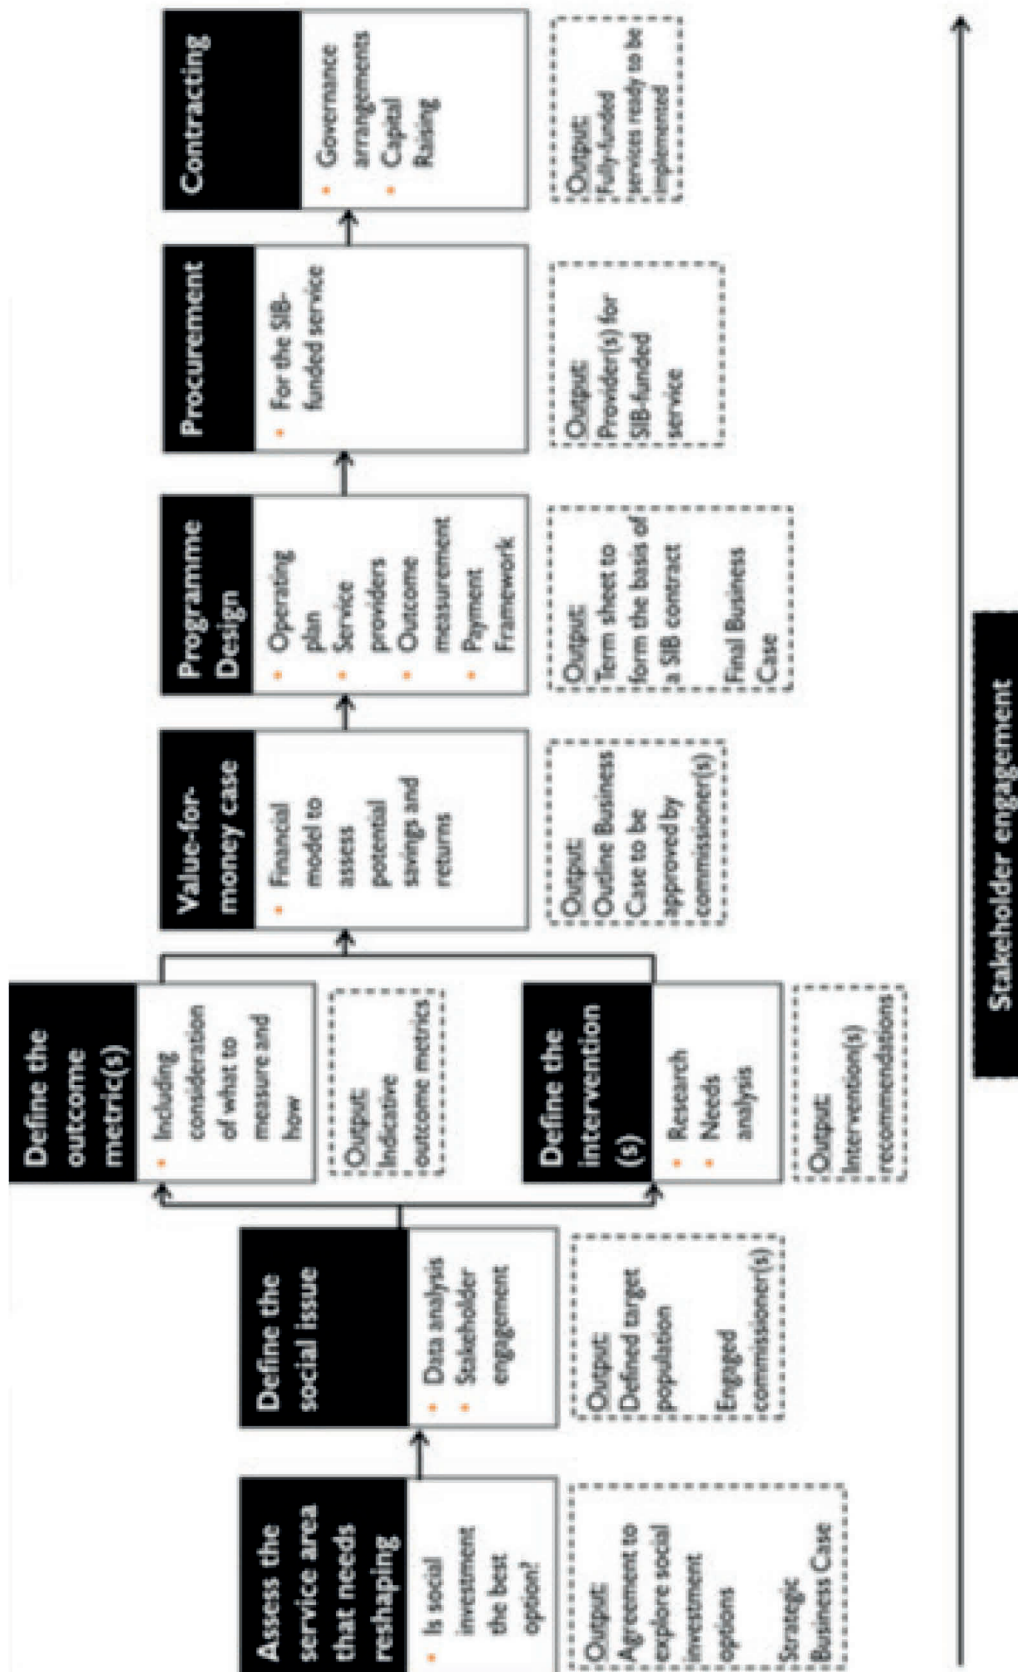 Assess the
service area
that needs
reshaping
• Is social
investment
the best
option?
Output:
Agreement to
explore social
investment
options
Strategic
Business Case
Define the
social issue
• Data analysis
• Stakeholder
engagement
Output:
Defined target
population
Engaged
commissioner(s)
Define the
outcome
metric(s)
• Including
consideration
of what to
measure and
how
Output:
Indicative
outcome metrics
Define the
intervention
(s)
• Research
• Needs
analysis
Output:
Intervention(s)
recommendations
Value-for-
money case
• Financial
model to
assess
potential
savings and
returns
Output:
Outline Business
Case to be
approved by
commissioner(s)
Programme
Design
• Operating
plan
• Service
providers
• Outcome
measurement
• Payment
Framework
Output:
Term sheet to
form the basis of
a SIB contract
Final Business
Case
Procurement
• For the SIB-
funded service
Output:
Provider(s) for
SIB-funded
service
Contracting
• Governance
arrangements
• Capital
Raising
Output:
Fully-funded
services ready to be
implemented
Stakeholder engagement